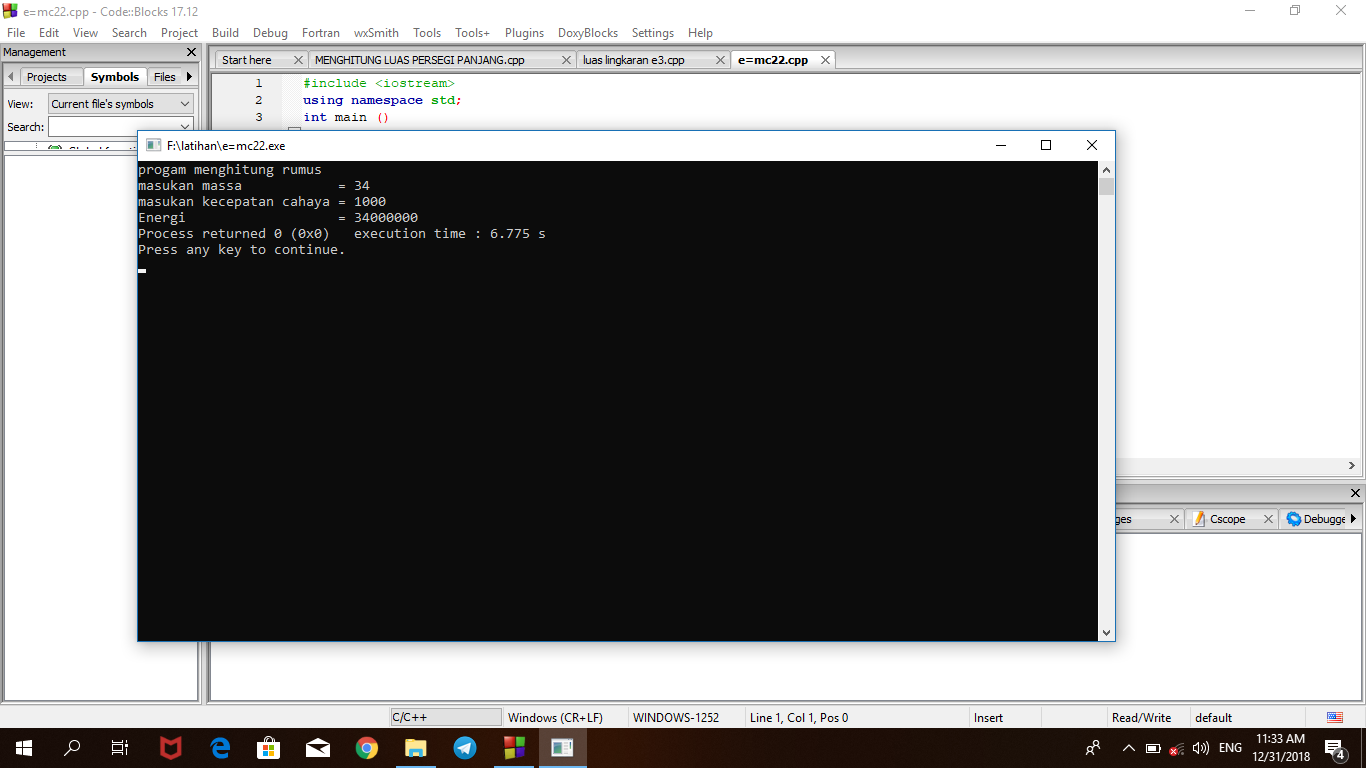 e=mc22.cpp - Code::Blocks 17.12
File Edit View Search Project Build Debug Fortran wxSmith Tools Tools+ Plugins DoxyBlocks Settings Help
Management
Projects Symbols Files
View: Current file's symbols
Search:
Start here MENGHITUNG LUAS PERSEGI PANJANG.cpp luas lingkaran e3.cpp e=mc22.cpp
1 #include <iostream>
2 using namespace std;
3 int main ()
F:\latihan\e=mc22.exe
progam menghitung rumus
masukan massa            = 34
masukan kecepatan cahaya = 1000
Energi                   = 34000000
Process returned 0 (0x0)   execution time : 6.775 s
Press any key to continue.
Cscope Debugge
C/C++ Windows (CR+LF) WINDOWS-1252 Line 1, Col 1, Pos 0 Insert Read/Write default
ENG
11:33 AM
12/31/2018
4